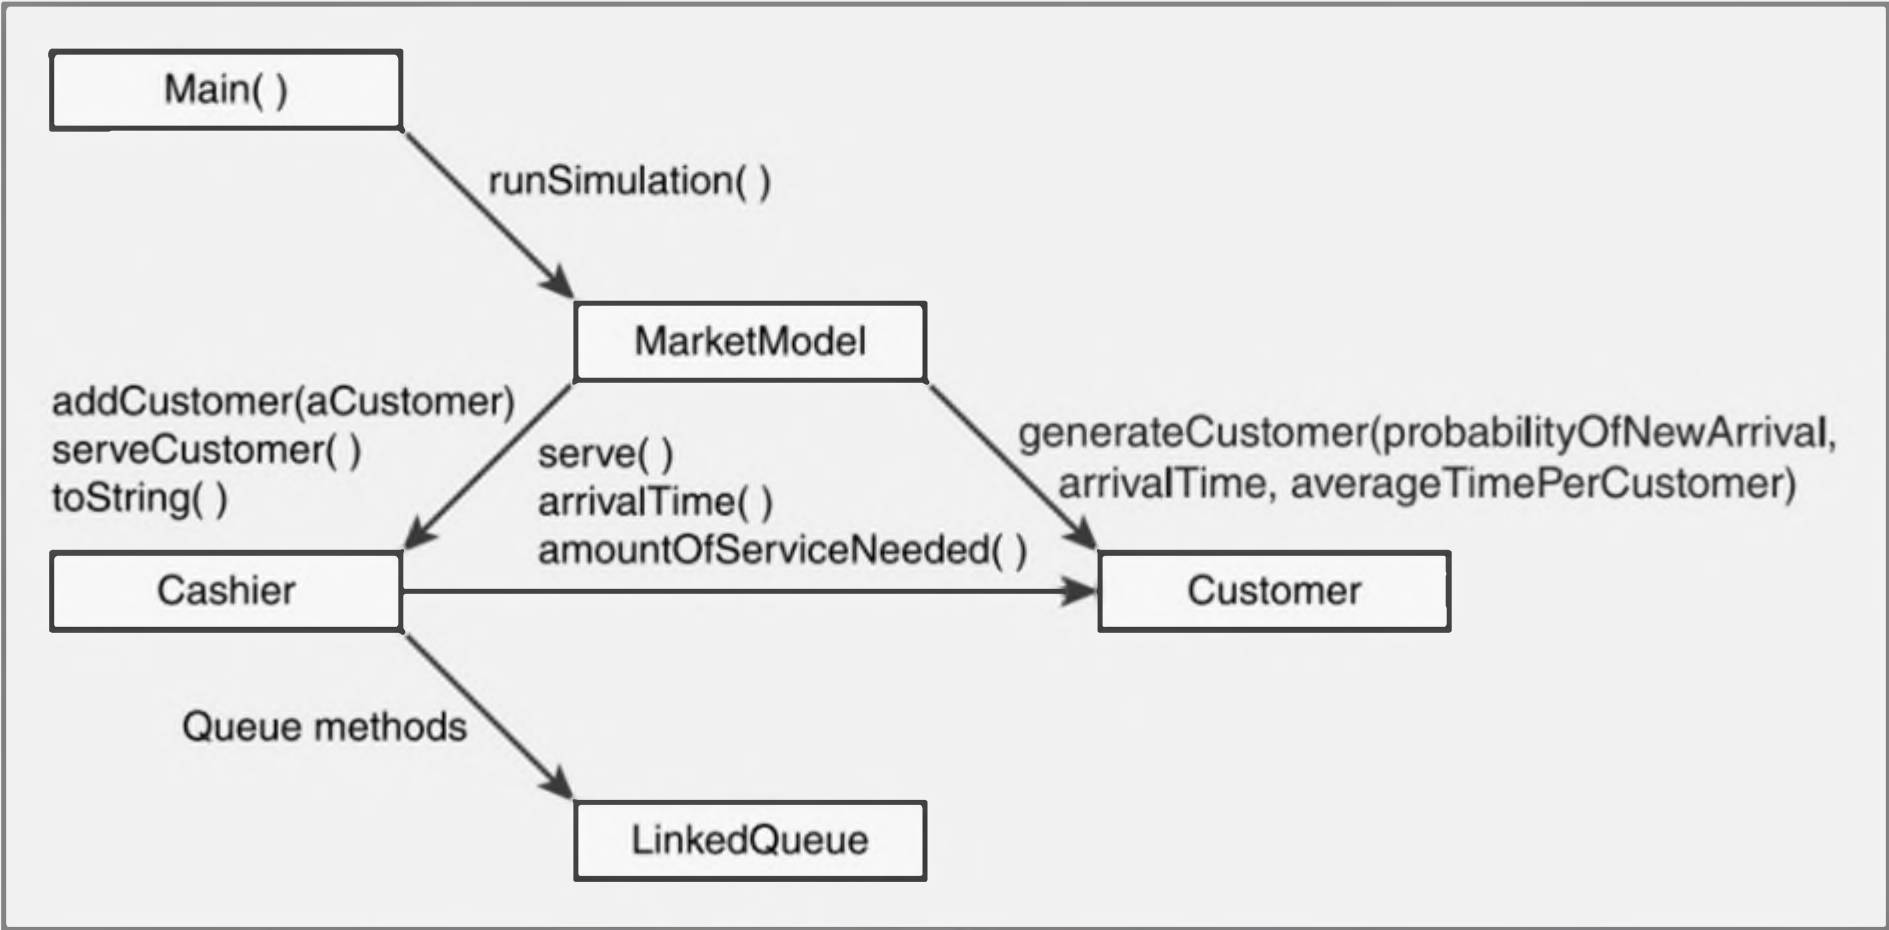 Main( )
runSimulation( )
MarketModel
addCustomer(aCustomer)
serveCustomer( )
toString( )
serve( )
arrivalTime( )
amountOfServiceNeeded( )
generateCustomer(probabilityOfNewArrival,
arrivalTime, averageTimePerCustomer)
Cashier
Customer
Queue methods
LinkedQueue